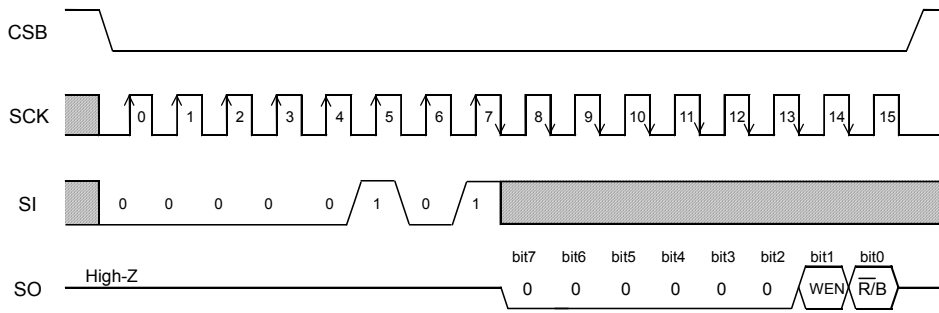 CSB
SCK 0 1 2 3 4 5 6 7 8 9 10 11 12 13 14 15
SI 0 0 0 0 0 1 0 1
bit7 bit6 bit5 bit4 bit3 bit2 bit1 bit0
SO High-Z 0 0 0 0 0 0 WEN R̅/B